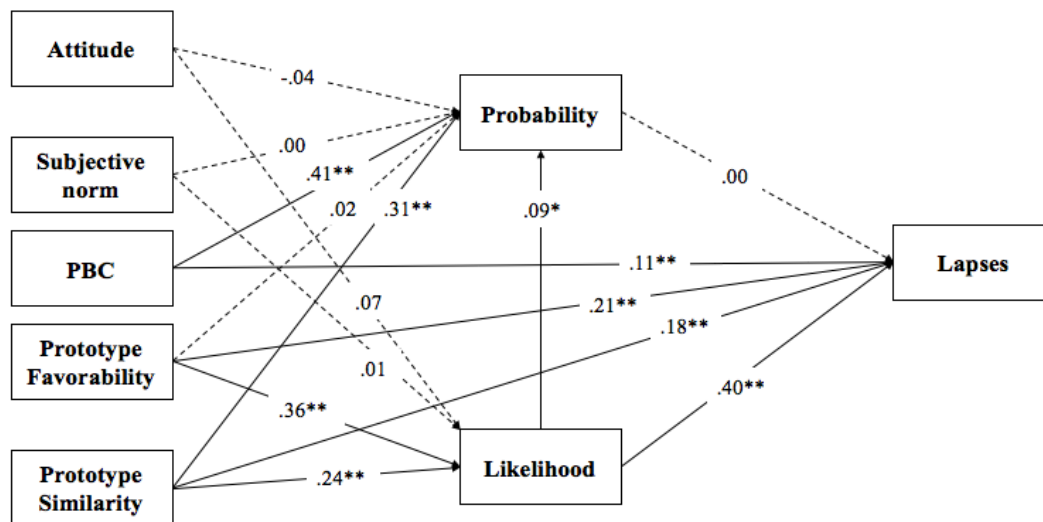 Attitude
-.04
Probability
Subjective
norm
.00
.41**
.02
.31**
.09*
.00
PBC
.11**
Lapses
.07
.21**
.18**
Prototype
Favorability
.01
.36**
.40**
Prototype
Similarity
.24**
Likelihood